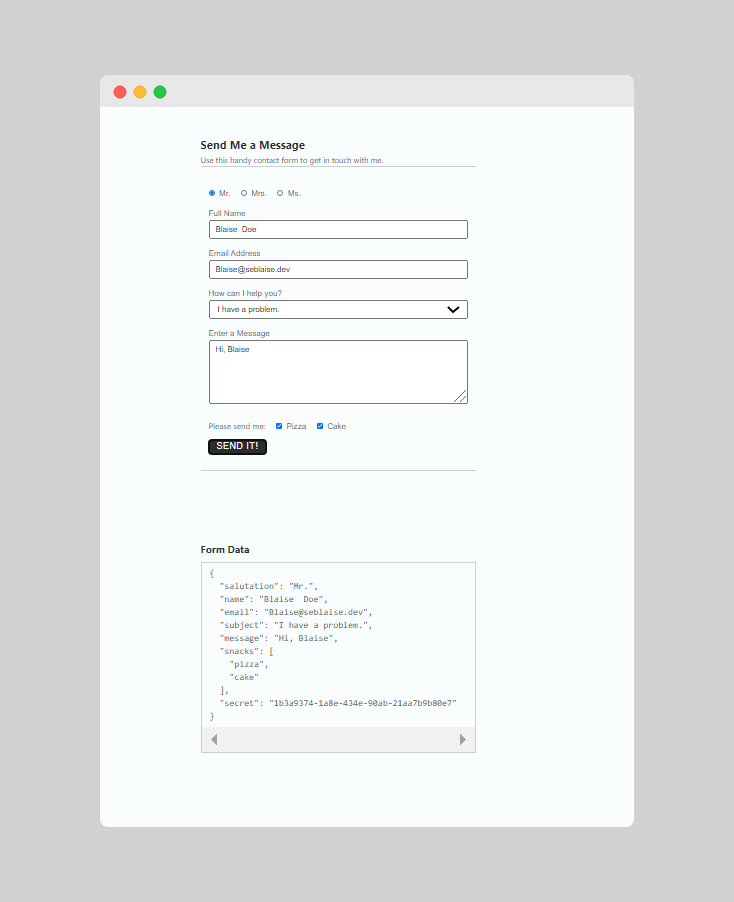 Send Me a Message
Use this handy contact form to get in touch with me.
Mr. Mrs. Ms.
Full Name
Blaise  Doe
Email Address
Blaise@seblaise.dev
How can I help you?
I have a problem.
Enter a Message
Hi, Blaise
Please send me: Pizza Cake
SEND IT!
Form Data
{
  "salutation": "Mr.",
  "name": "Blaise  Doe",
  "email": "Blaise@seblaise.dev",
  "subject": "I have a problem.",
  "message": "Hi, Blaise",
  "snacks": [
    "pizza",
    "cake"
  ],
  "secret": "1b3a9374-1a8e-434e-90ab-21aa7b9b80e7"
}